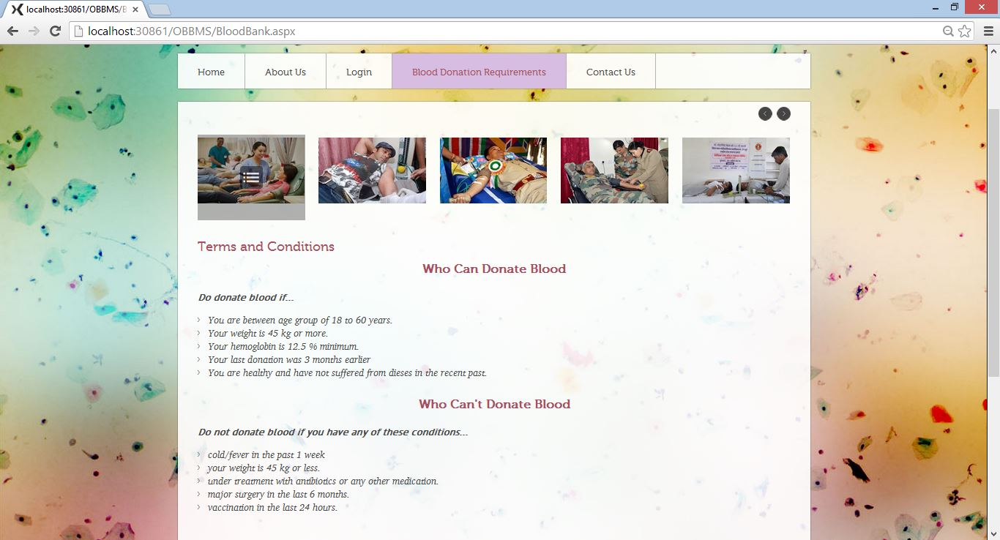 localhost:30861/OBBMS/B
localhost:30861/OBBMS/BloodBank.aspx
Home
About Us
Login
Blood Donation Requirements
Contact Us
Terms and Conditions
Who Can Donate Blood
Do donate blood if...
You are between age group of 18 to 60 years.
Your weight is 45 kg or more.
Your hemoglobin is 12.5 % minimum.
Your last donation was 3 months earlier
You are healthy and have not suffered from dieses in the recent past.
Who Can't Donate Blood
Do not donate blood if you have any of these conditions...
cold/fever in the past 1 week
your weight is 45 kg or less.
under treatment with antibiotics or any other medication.
major surgery in the last 6 months.
vaccination in the last 24 hours.